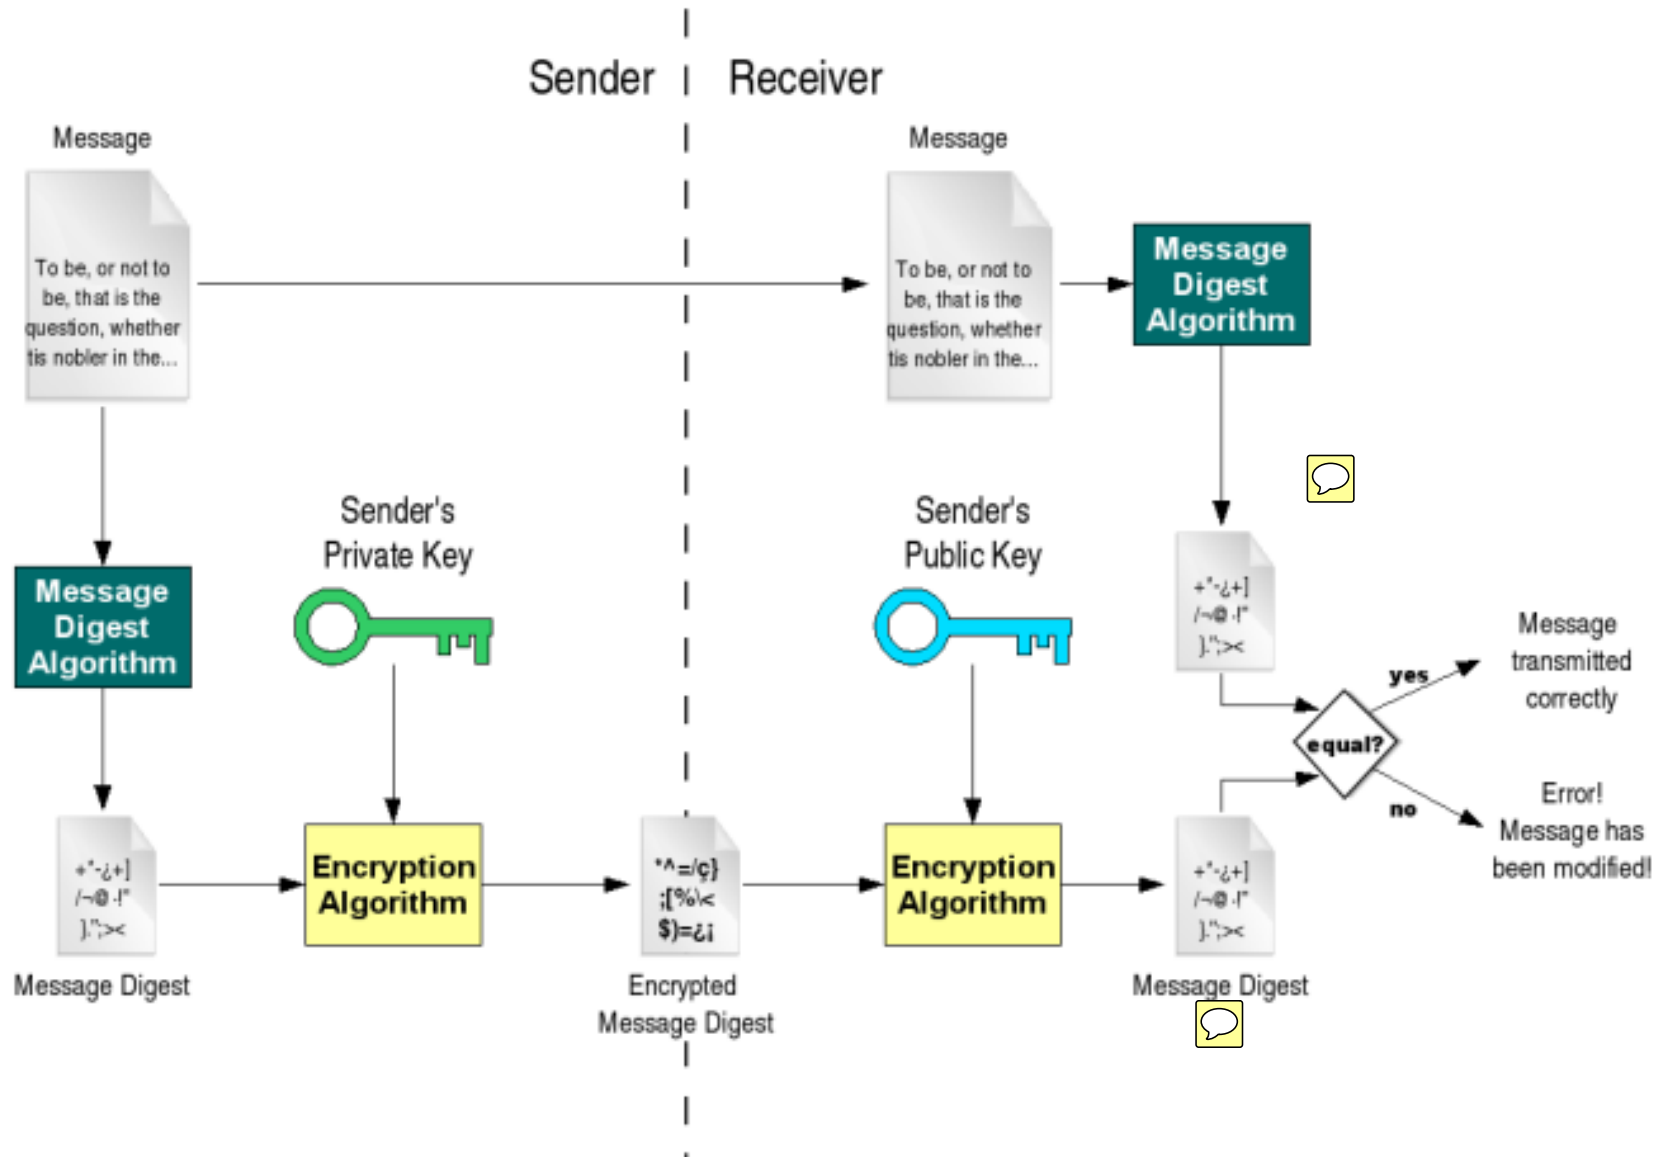 Sender
Receiver
Message
To be, or not to
be, that is the
question, whether
tis nobler in the...
Message
To be, or not to
be, that is the
question, whether
tis nobler in the...
Message
Digest
Algorithm
Sender's
Private Key
Sender's
Public Key
Message
Digest
Algorithm
+*-¿+]
/¬@-!"
}.";><
Message
transmitted
correctly
yes
equal?
no
Error!
Message has
been modified!
+*-¿+]
/¬@-!"
}.";><
Message Digest
Encryption
Algorithm
*^=/ç}
;[%\<
$)=¿¡
Encrypted
Message Digest
Encryption
Algorithm
+*-¿+]
/¬@-!"
}.";><
Message Digest